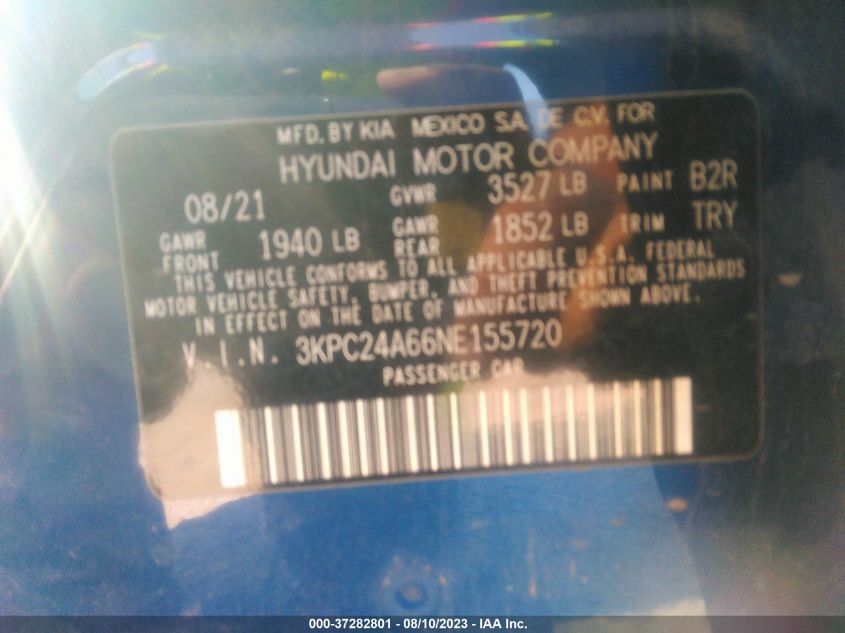 MFD. BY KIA MEXICO S.A. DE C.V. FOR
HYUNDAI MOTOR COMPANY
08/21 GVWR 3527 LB PAINT B2R
GAWR FRONT 1940 LB GAWR REAR 1852 LB TRIM TRY
THIS VEHICLE CONFORMS TO ALL APPLICABLE U.S.A. FEDERAL
MOTOR VEHICLE SAFETY, BUMPER, AND THEFT PREVENTION STANDARDS
IN EFFECT ON THE DATE OF MANUFACTURE SHOWN ABOVE.
V.I.N. 3KPC24A66NE155720
PASSENGER CAR
000-37282801 - 08/10/2023 - IAA Inc.